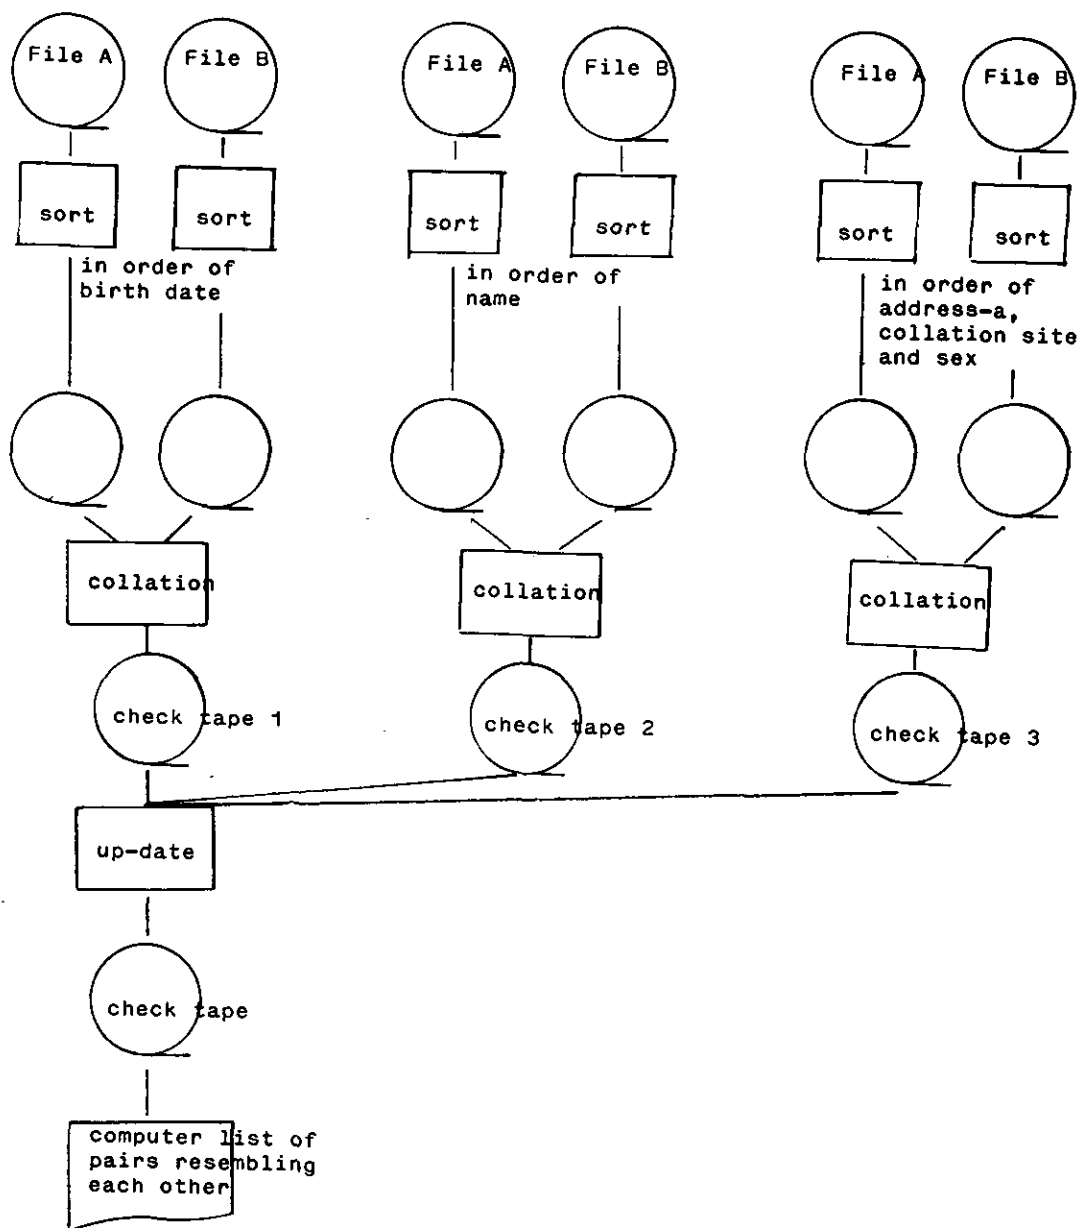 File A
File B
File A
File B
File A
File B
sort
sort
sort
sort
sort
sort
in order of
birth date
in order of
name
in order of
address-a,
collation site
and sex
collation
collation
collation
check tape 1
check tape 2
check tape 3
up-date
check tape
computer list of
pairs resembling
each other